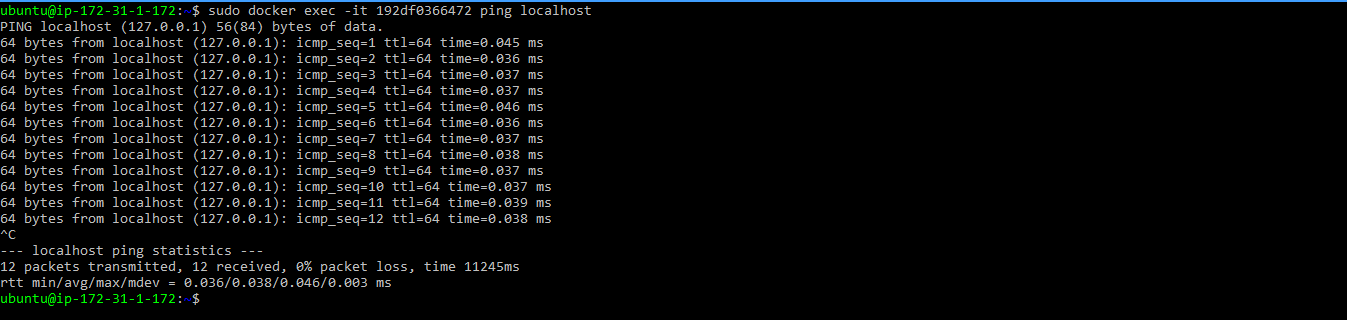 ubuntu@ip-172-31-1-172:~$ sudo docker exec -it 192df0366472 ping localhost
PING localhost (127.0.0.1) 56(84) bytes of data.
64 bytes from localhost (127.0.0.1): icmp_seq=1 ttl=64 time=0.045 ms
64 bytes from localhost (127.0.0.1): icmp_seq=2 ttl=64 time=0.036 ms
64 bytes from localhost (127.0.0.1): icmp_seq=3 ttl=64 time=0.037 ms
64 bytes from localhost (127.0.0.1): icmp_seq=4 ttl=64 time=0.037 ms
64 bytes from localhost (127.0.0.1): icmp_seq=5 ttl=64 time=0.046 ms
64 bytes from localhost (127.0.0.1): icmp_seq=6 ttl=64 time=0.036 ms
64 bytes from localhost (127.0.0.1): icmp_seq=7 ttl=64 time=0.037 ms
64 bytes from localhost (127.0.0.1): icmp_seq=8 ttl=64 time=0.038 ms
64 bytes from localhost (127.0.0.1): icmp_seq=9 ttl=64 time=0.037 ms
64 bytes from localhost (127.0.0.1): icmp_seq=10 ttl=64 time=0.037 ms
64 bytes from localhost (127.0.0.1): icmp_seq=11 ttl=64 time=0.039 ms
64 bytes from localhost (127.0.0.1): icmp_seq=12 ttl=64 time=0.038 ms
^C
--- localhost ping statistics ---
12 packets transmitted, 12 received, 0% packet loss, time 11245ms
rtt min/avg/max/mdev = 0.036/0.038/0.046/0.003 ms
ubuntu@ip-172-31-1-172:~$